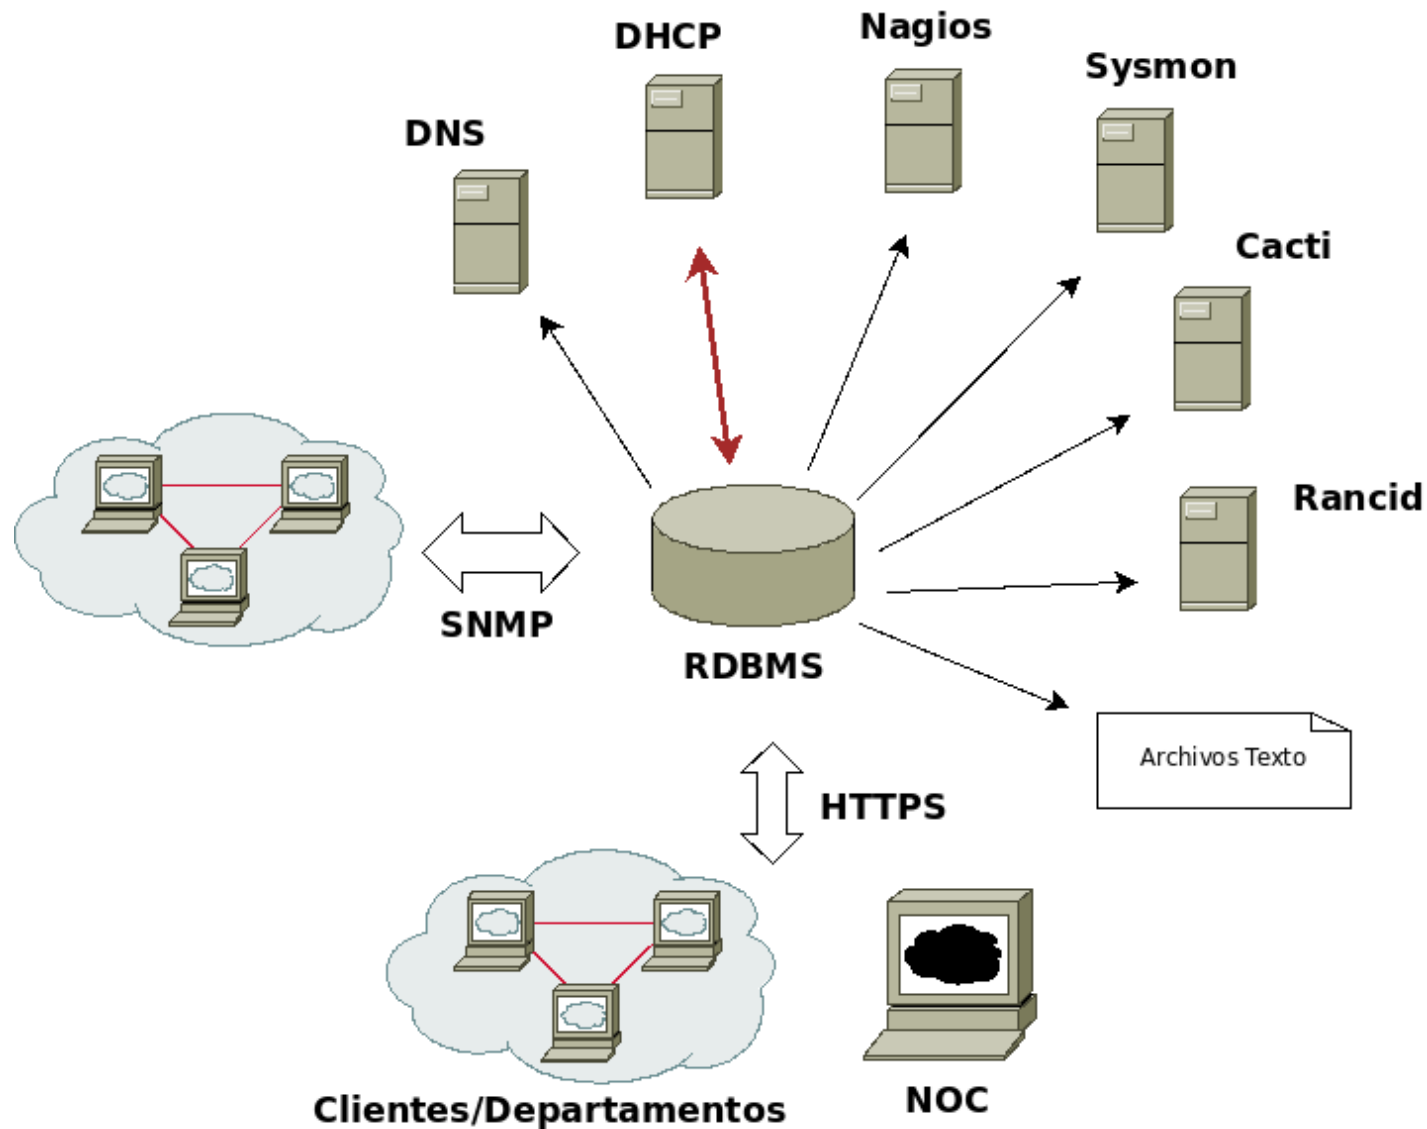 Nagios
DHCP
Sysmon
DNS
Cacti
Rancid
SNMP
RDBMS
Archivos Texto
HTTPS
NOC
Clientes/Departamentos